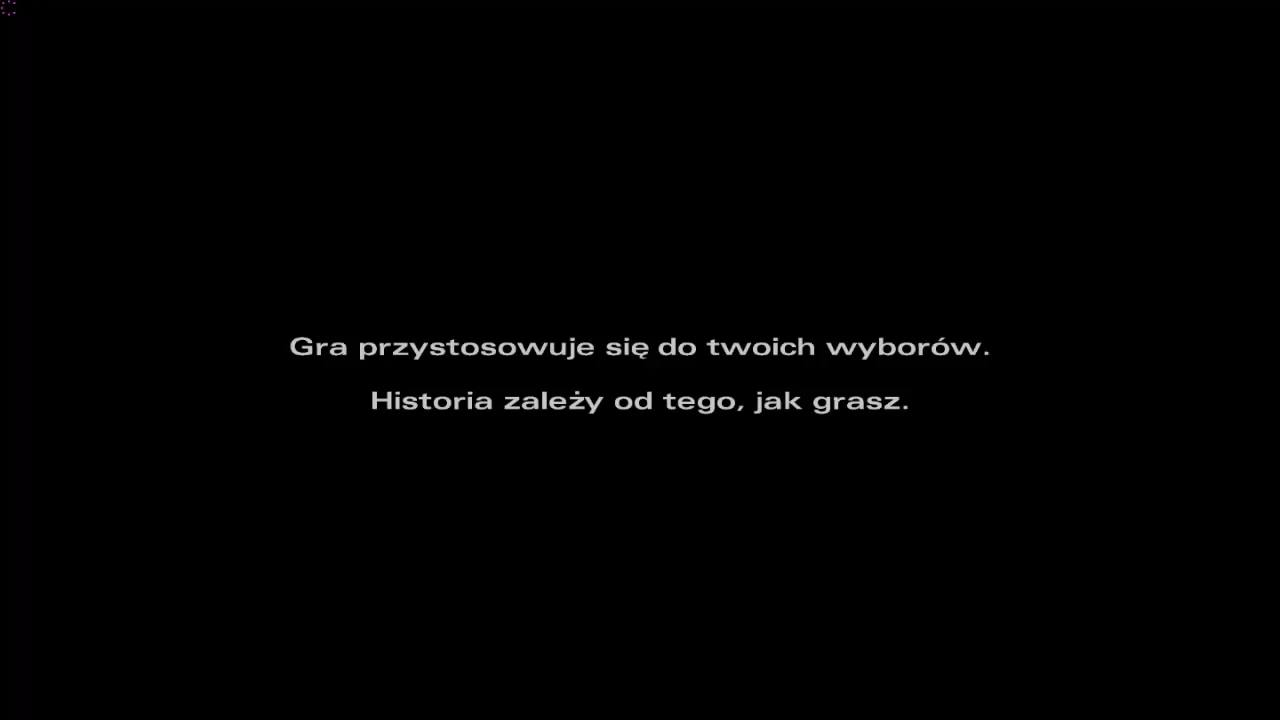 Gra przystosowuje się do twoich wyborów.
Historia zależy od tego, jak grasz.